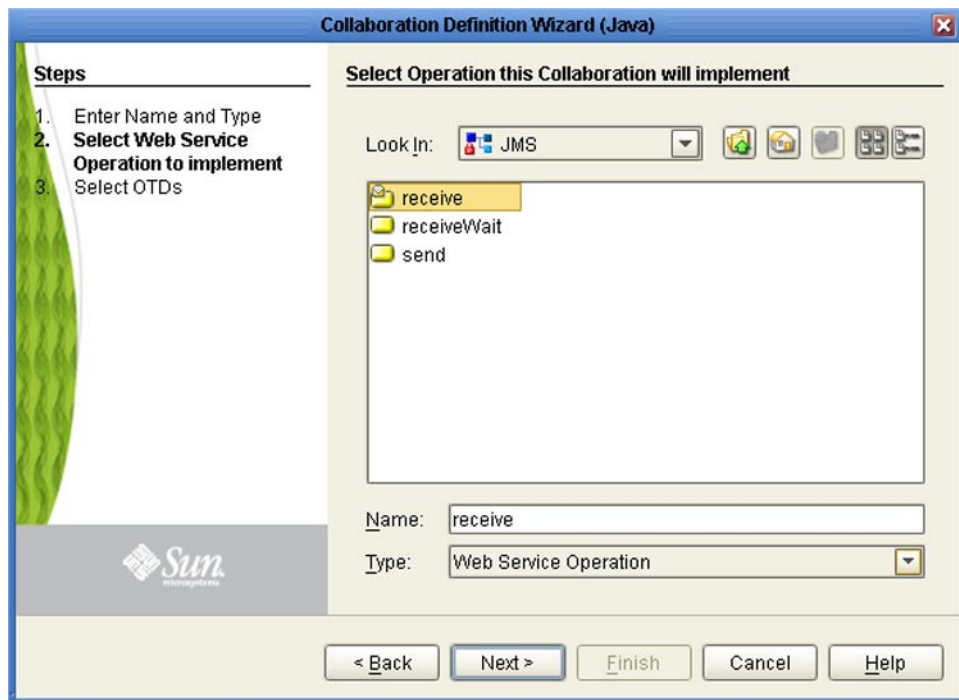 Collaboration Definition Wizard (Java)
Steps
1. Enter Name and Type
2. Select Web Service
Operation to implement
3. Select OTDs
Sun
microsystems
Select Operation this Collaboration will implement
Look In: JMS
receive
receiveWait
send
Name: receive
Type: Web Service Operation
< Back Next > Finish Cancel Help